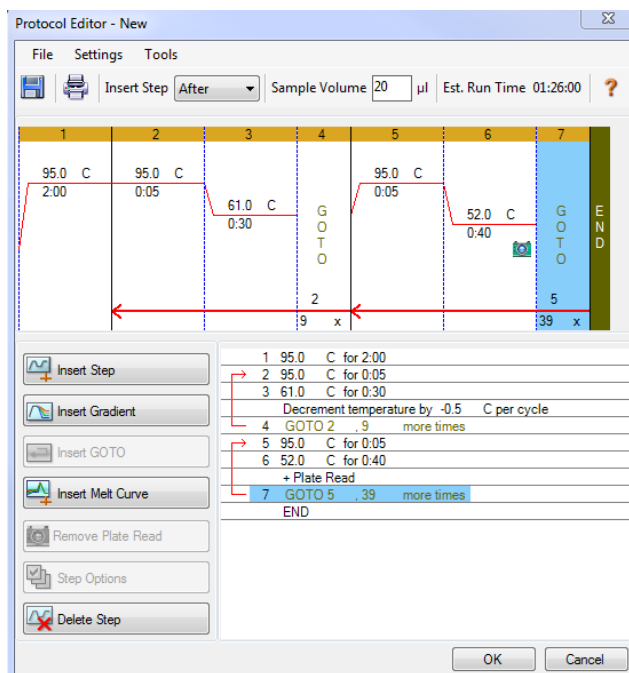 Protocol Editor - New
File Settings Tools
Insert Step After Sample Volume 20 µl Est. Run Time 01:26:00 ?
1 2 3 4 5 6 7
95.0 C 95.0 C 95.0 C
2:00 0:05 0:05
61.0 C 52.0 C
0:30 0:40
GOTO GOTO END
2 5
9 x 39 x
Insert Step
Insert Gradient
Insert GOTO
Insert Melt Curve
Remove Plate Read
Step Options
Delete Step
1 95.0 C for 2:00
2 95.0 C for 0:05
3 61.0 C for 0:30
Decrement temperature by -0.5 C per cycle
4 GOTO 2 , 9 more times
5 95.0 C for 0:05
6 52.0 C for 0:40
+ Plate Read
7 GOTO 5 , 39 more times
END
OK Cancel